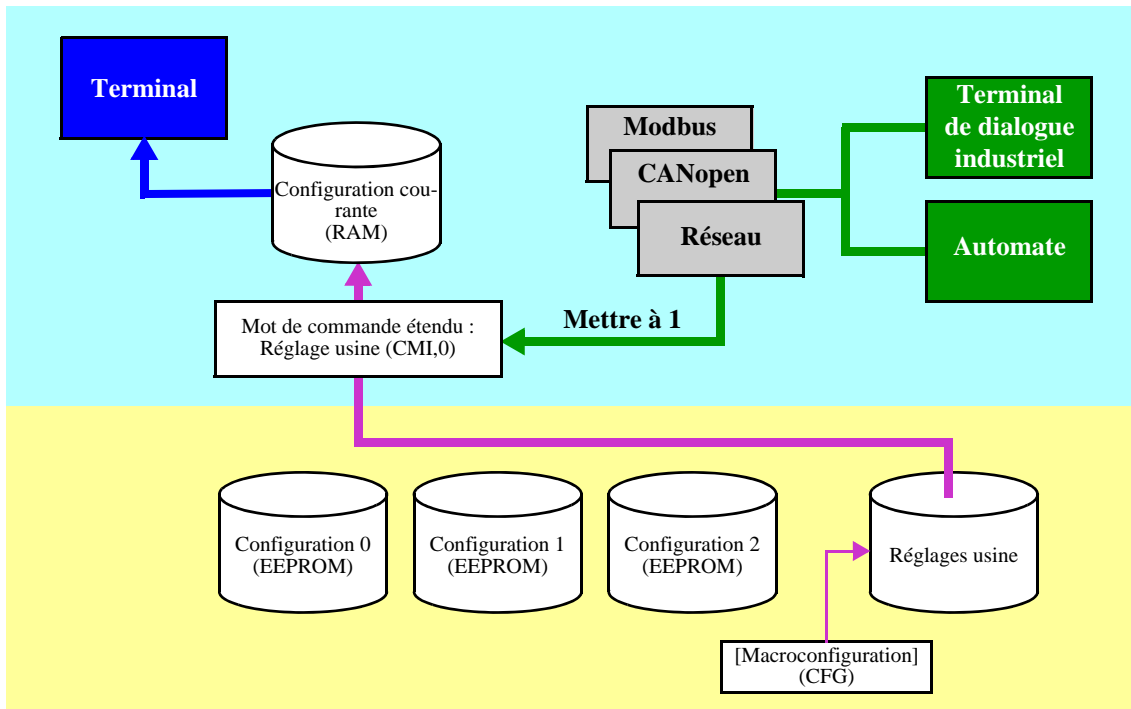 Terminal
Configuration cou-
rante
(RAM)
Modbus
CANopen
Réseau
Terminal
de dialogue
industriel
Automate
Mettre à 1
Mot de commande étendu :
Réglage usine (CMI,0)
Configuration 0
(EEPROM)
Configuration 1
(EEPROM)
Configuration 2
(EEPROM)
Réglages usine
[Macroconfiguration]
(CFG)